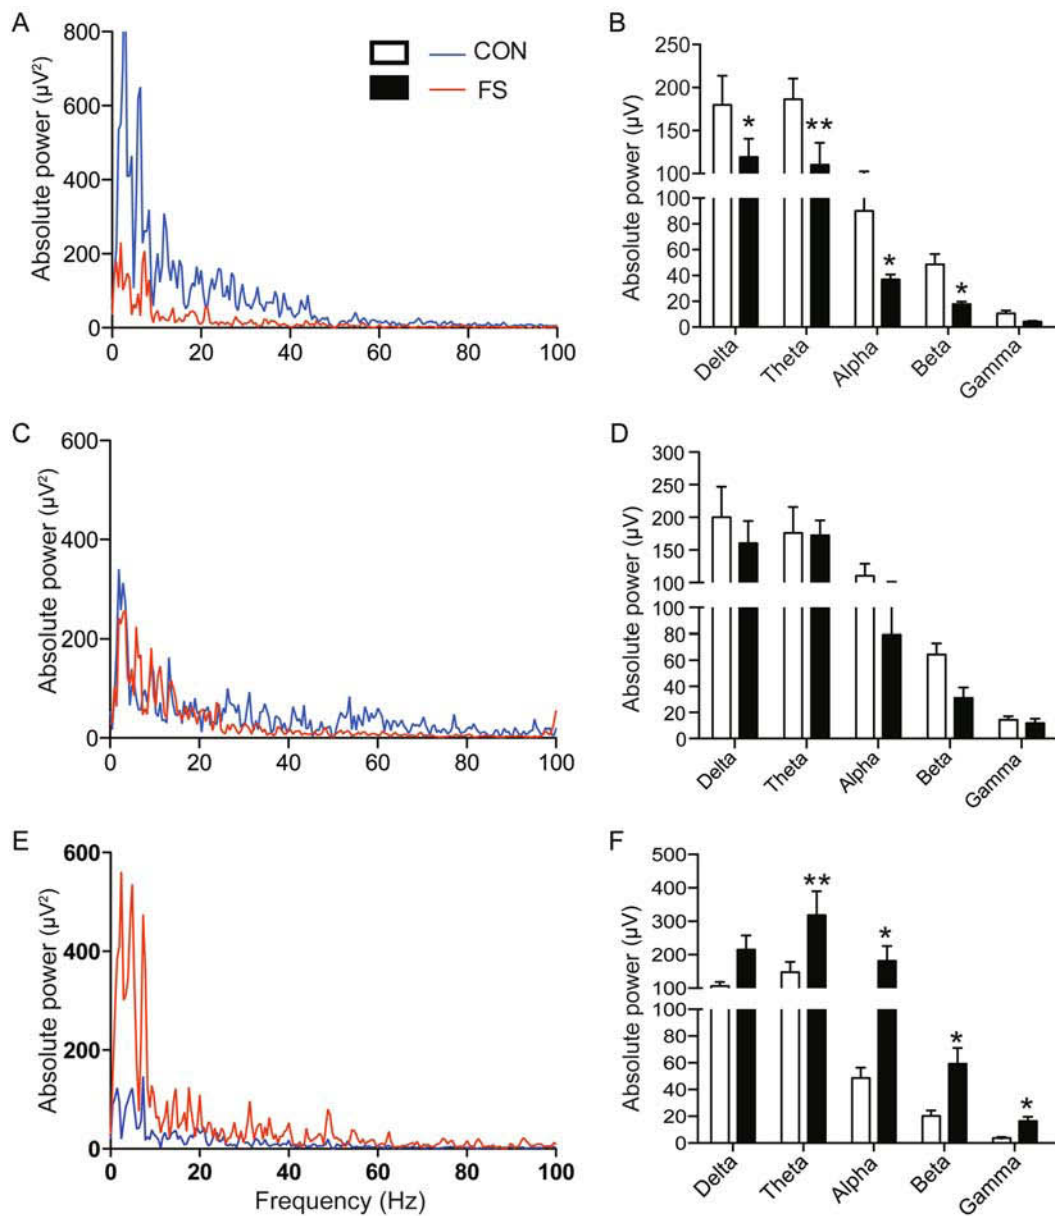 A
Absolute power (µV²)
800
600
400
200
0
0 20 40 60 80 100
CON
FS
B
Absolute power (µV)
250
200
150
100
100
80
60
40
20
0
* ** * *
Delta Theta Alpha Beta Gamma
C
Absolute power (µV²)
600
400
200
0
0 20 40 60 80 100
D
Absolute power (µV)
300
250
200
150
100
100
80
60
40
20
0
Delta Theta Alpha Beta Gamma
E
Absolute power (µV²)
600
400
200
0
0 20 40 60 80 100
Frequency (Hz)
F
Absolute power (µV)
500
400
300
200
100
100
80
60
40
20
0
** * * *
Delta Theta Alpha Beta Gamma